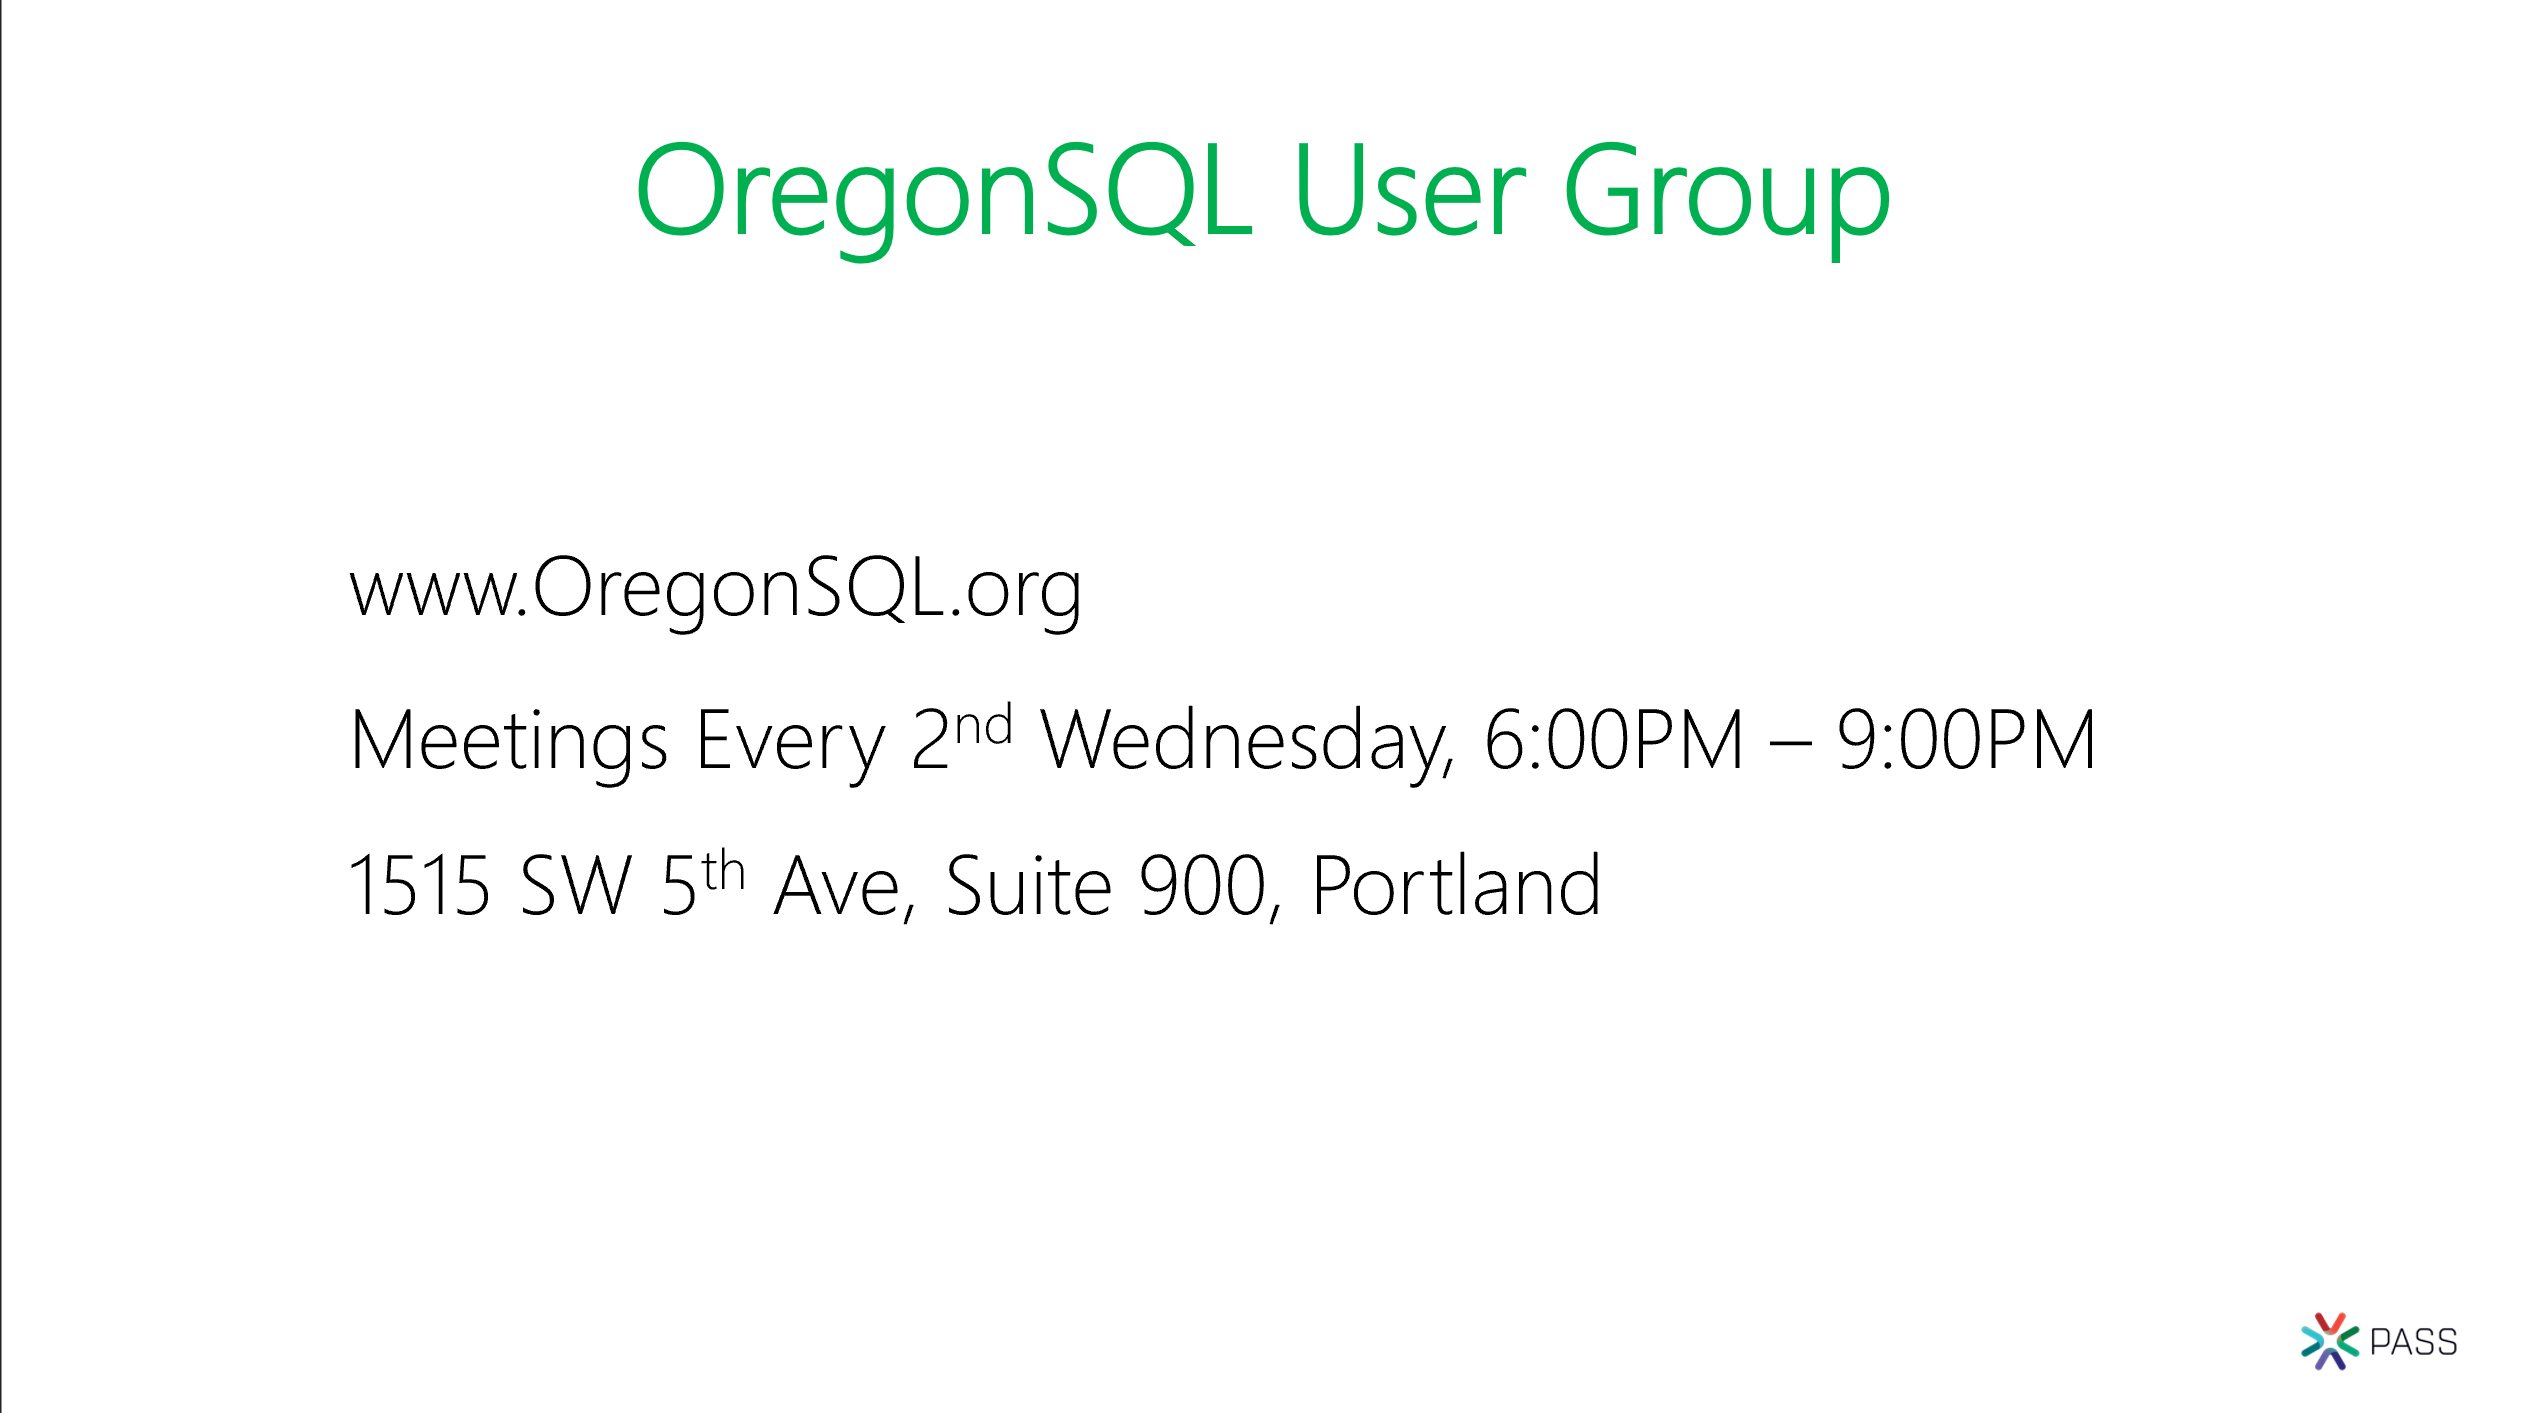 OregonSQL User Group
www.OregonSQL.org
Meetings Every 2nd Wednesday, 6:00PM – 9:00PM
1515 SW 5th Ave, Suite 900, Portland
PASS